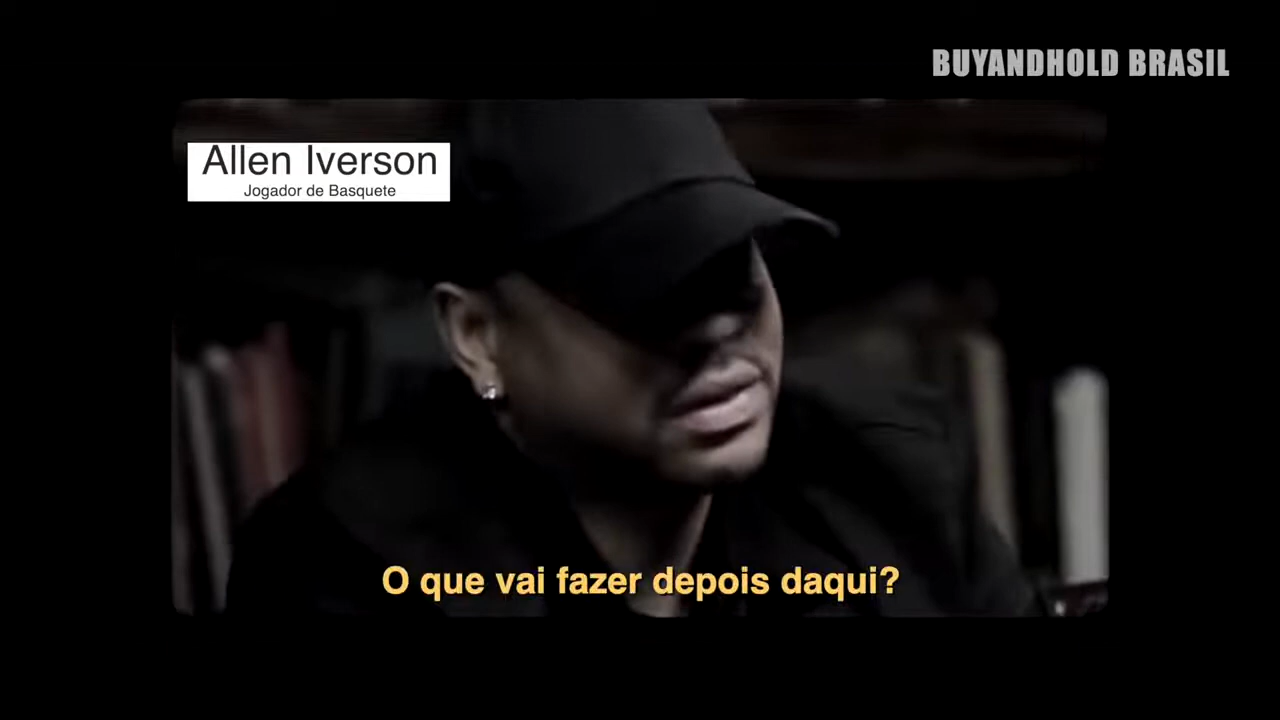 BUYANDHOLD BRASIL
Allen Iverson
Jogador de Basquete
O que vai fazer depois daqui?